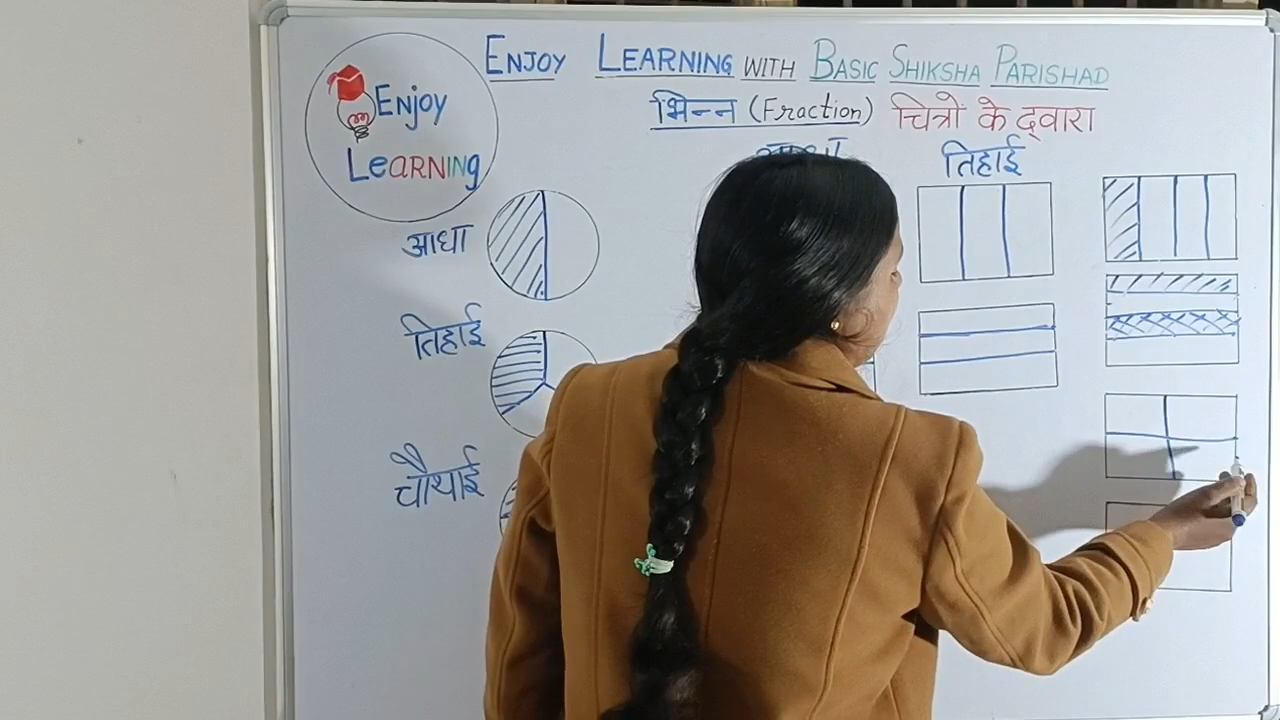 ENJOY LEARNING WITH BASIC SHIKSHA PARISHAD
भिन्न (Fraction) चित्रों के द्वारा
Enjoy
LeARNING
तिहाई
आधा
तिहाई
चौथाई